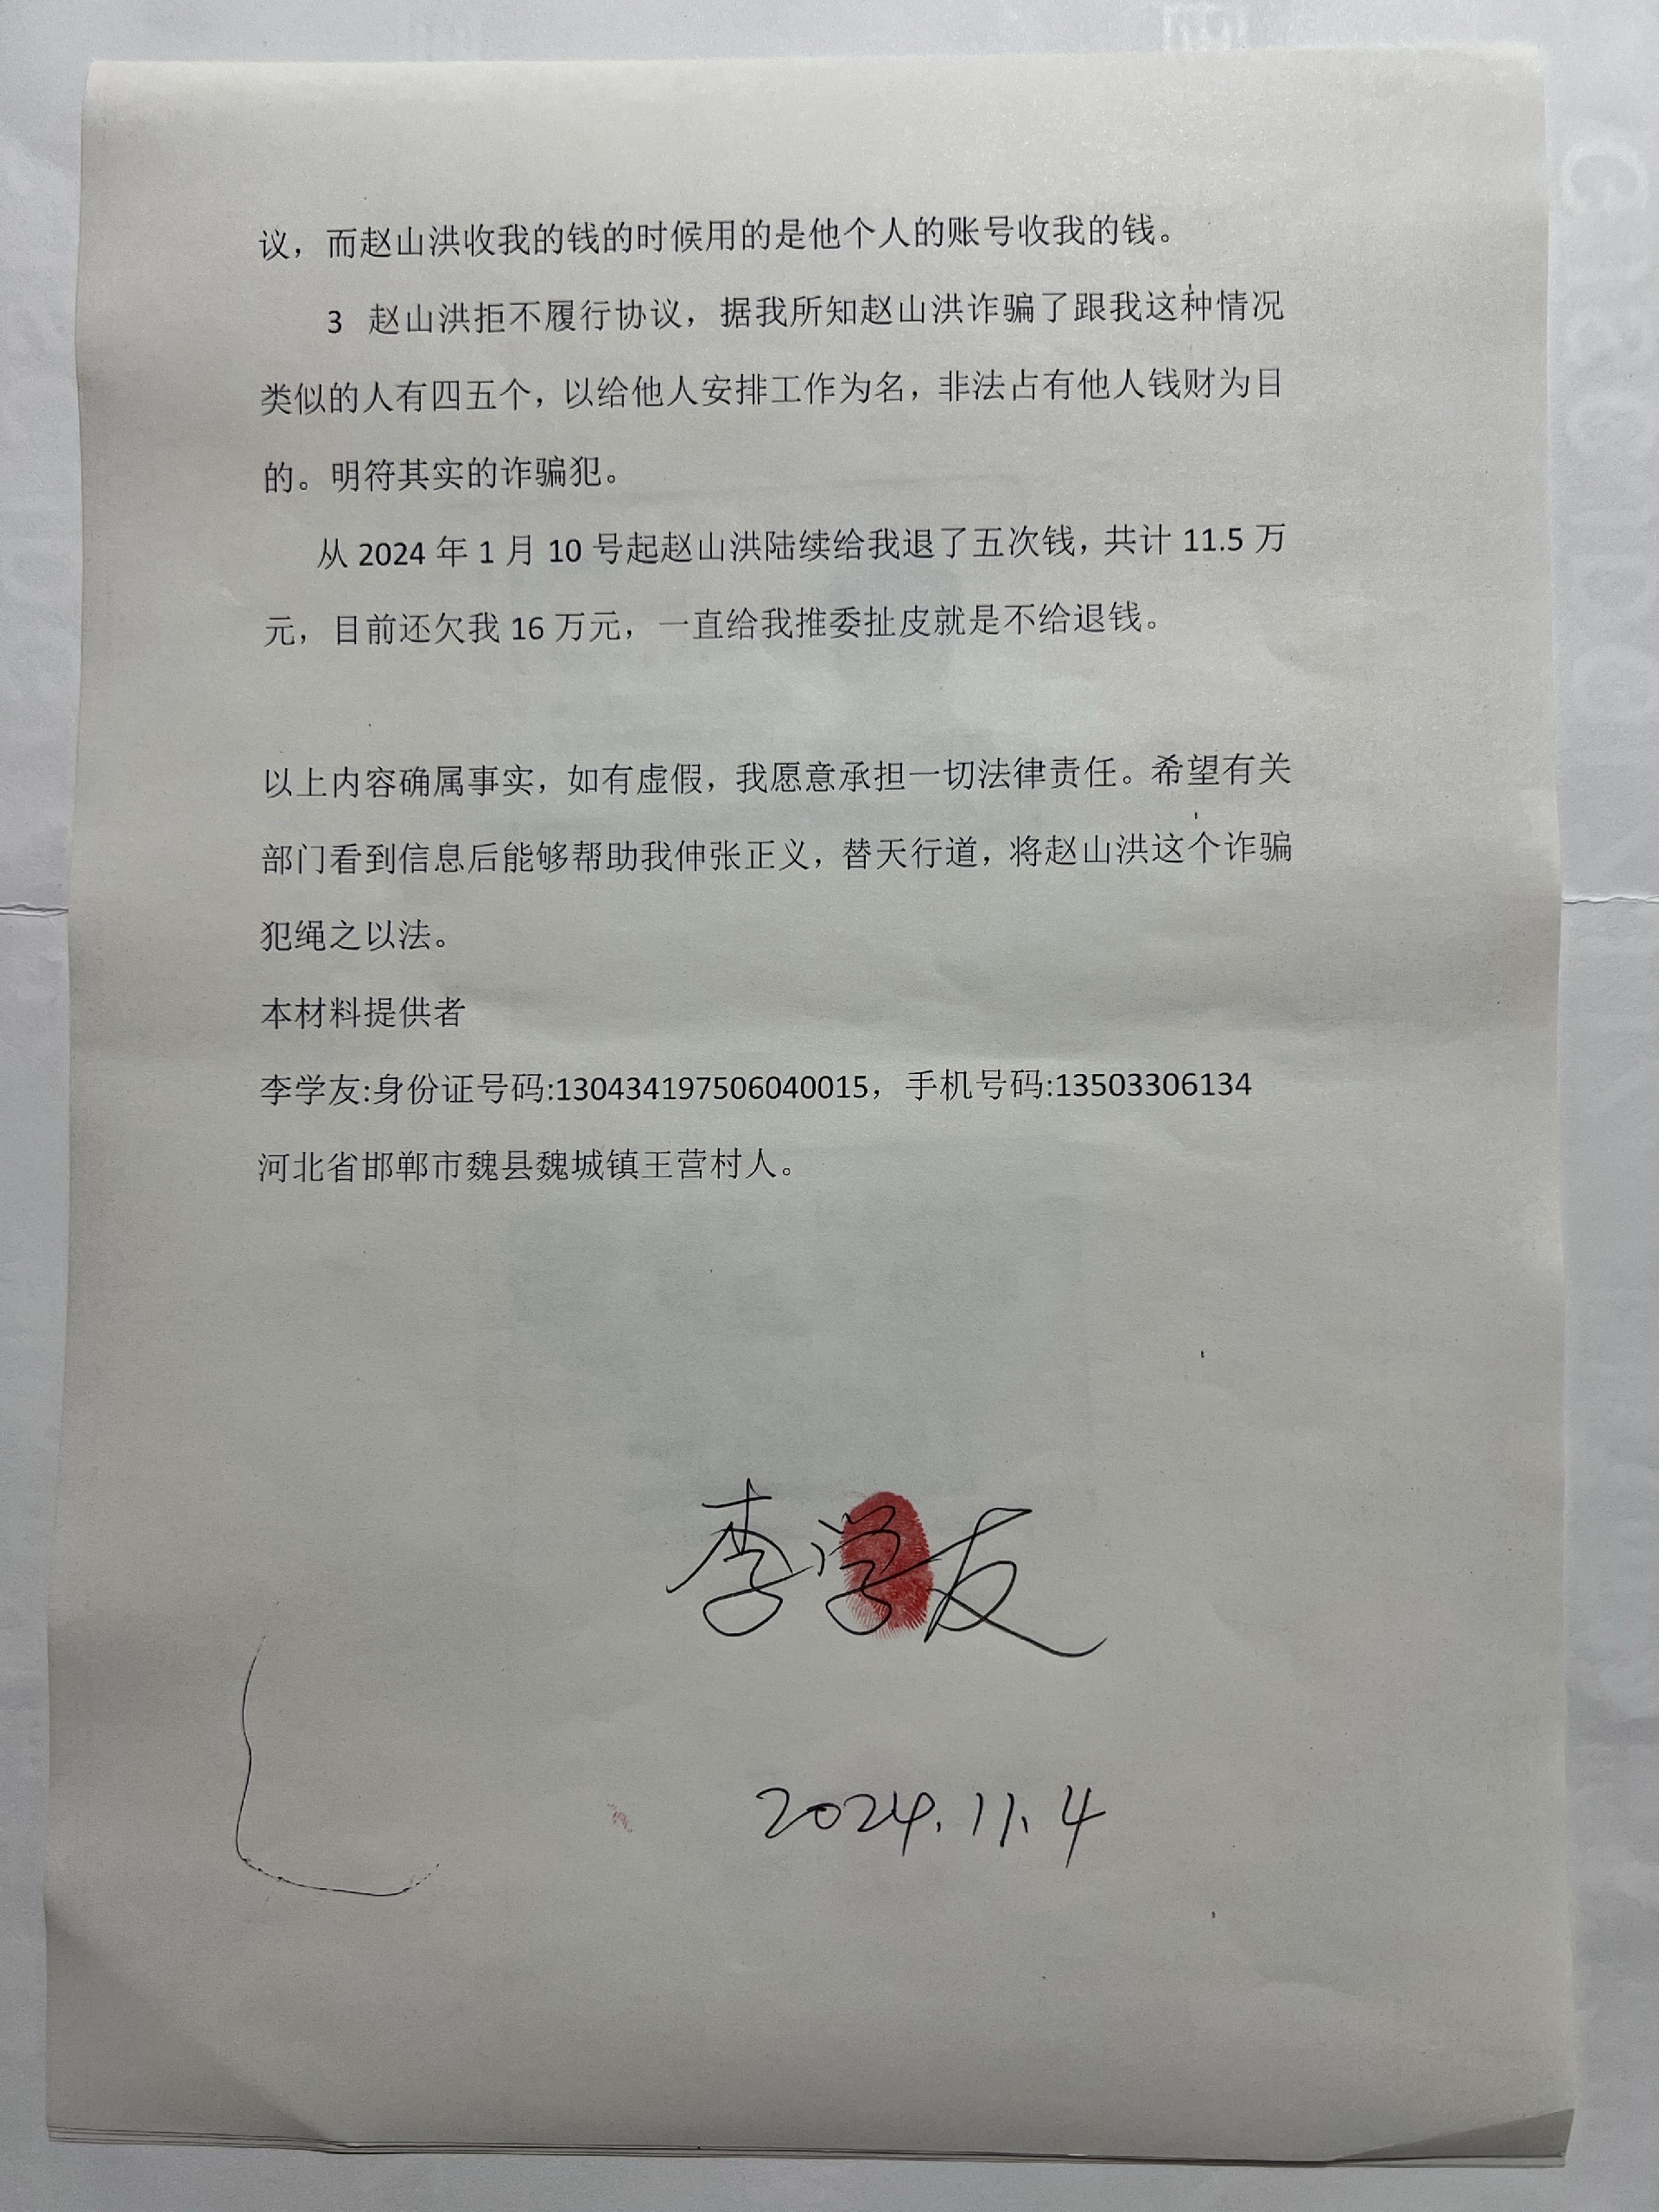 议，而赵山洪收我的钱的时候用的是他个人的账号收我的钱。
3 赵山洪拒不履行协议，据我所知赵山洪诈骗了跟我这种情况
类似的人有四五个，以给他人安排工作为名，非法占有他人钱财为目
的。明符其实的诈骗犯。
从 2024 年 1 月 10 号起赵山洪陆续给我退了五次钱，共计 11.5 万
元，目前还欠我 16 万元，一直给我推委扯皮就是不给退钱。
以上内容确属事实，如有虚假，我愿意承担一切法律责任。希望有关
部门看到信息后能够帮助我伸张正义，替天行道，将赵山洪这个诈骗
犯绳之以法。
本材料提供者
李学友:身份证号码:130434197506040015，手机号码:13503306134
河北省邯郸市魏县魏城镇王营村人。
李学友
2024.11.4